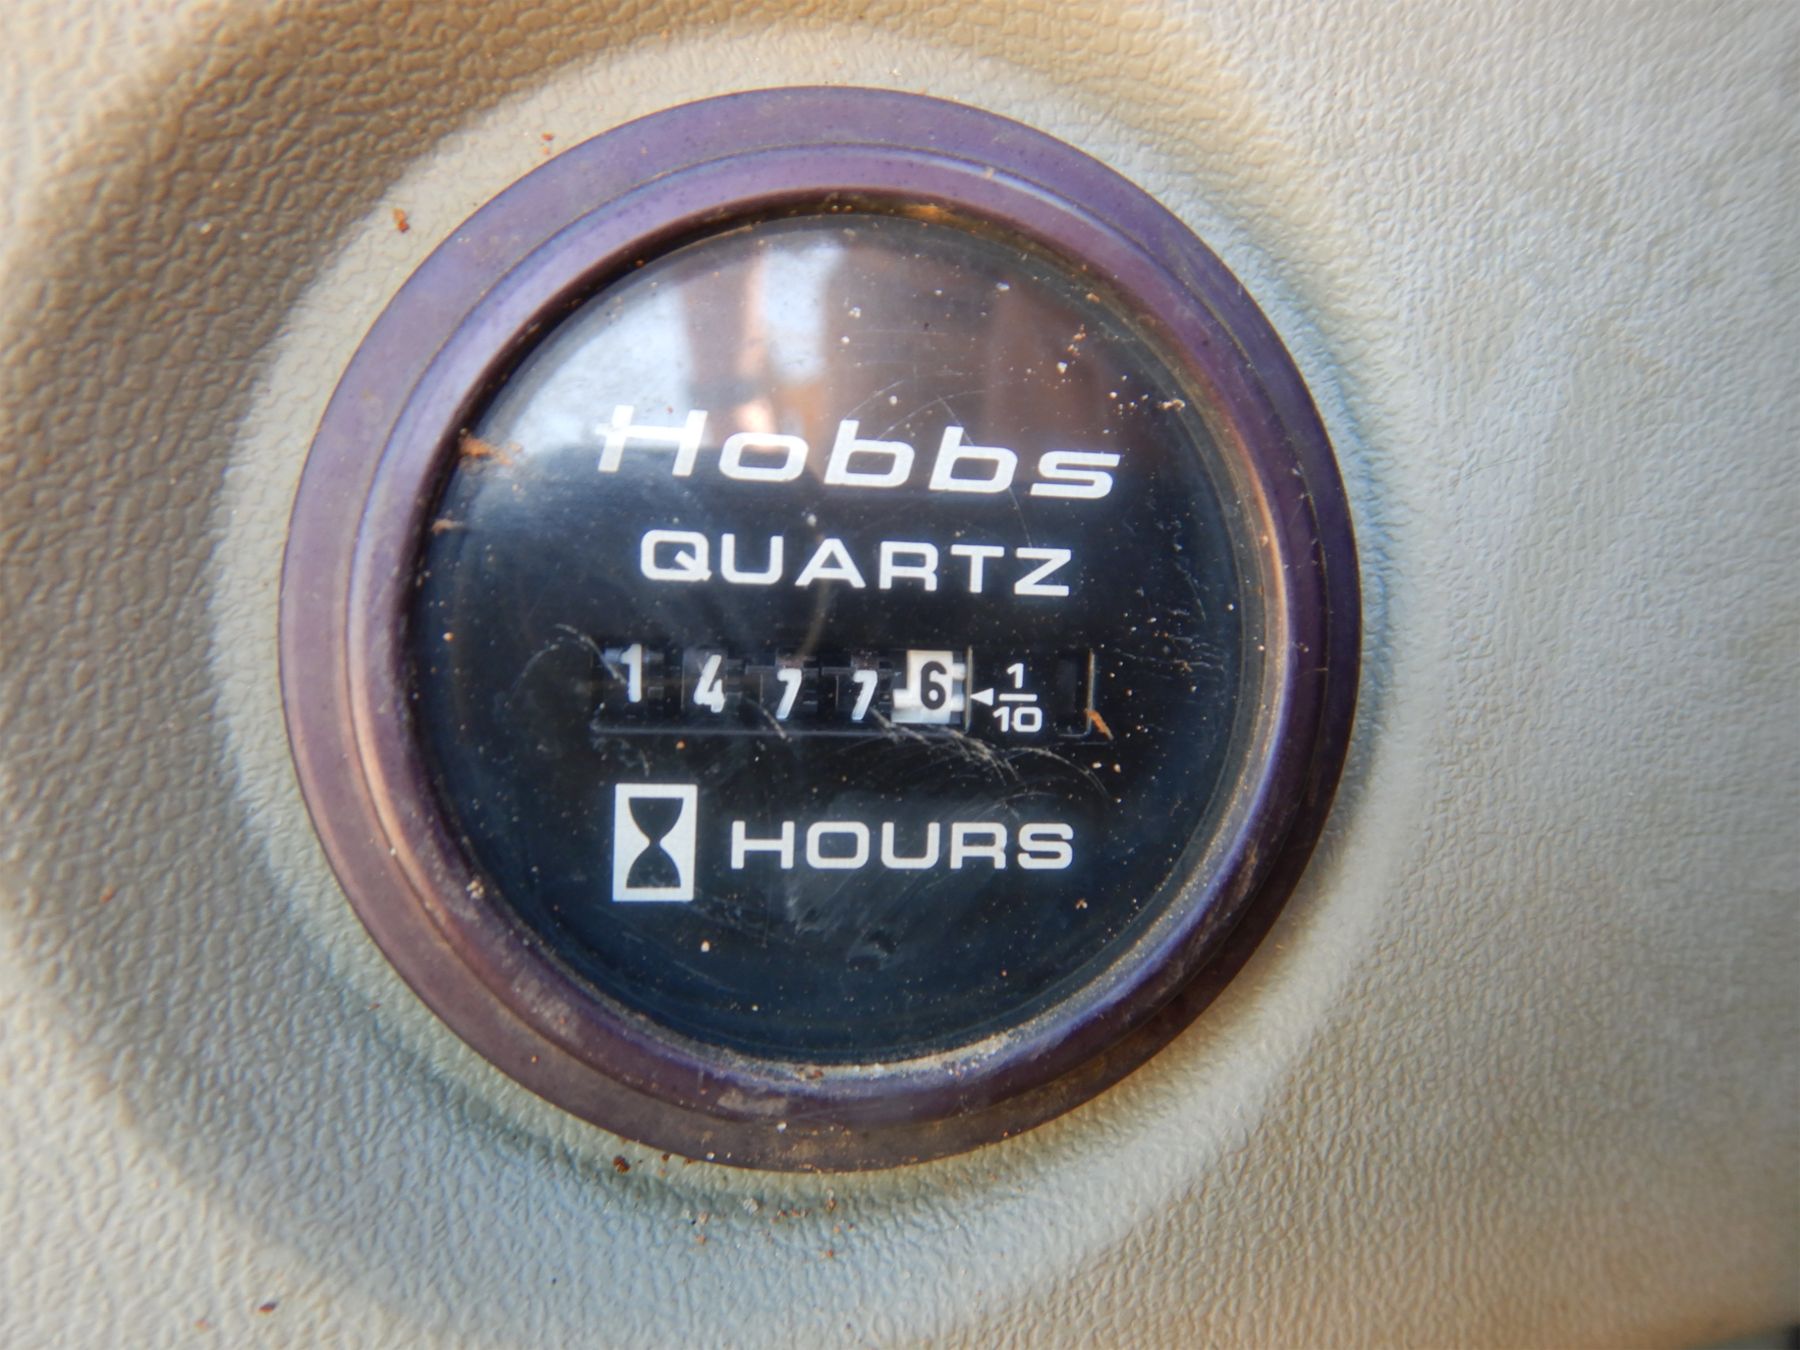 Hobbs
QUARTZ
14776 ◄ 1/10
HOURS